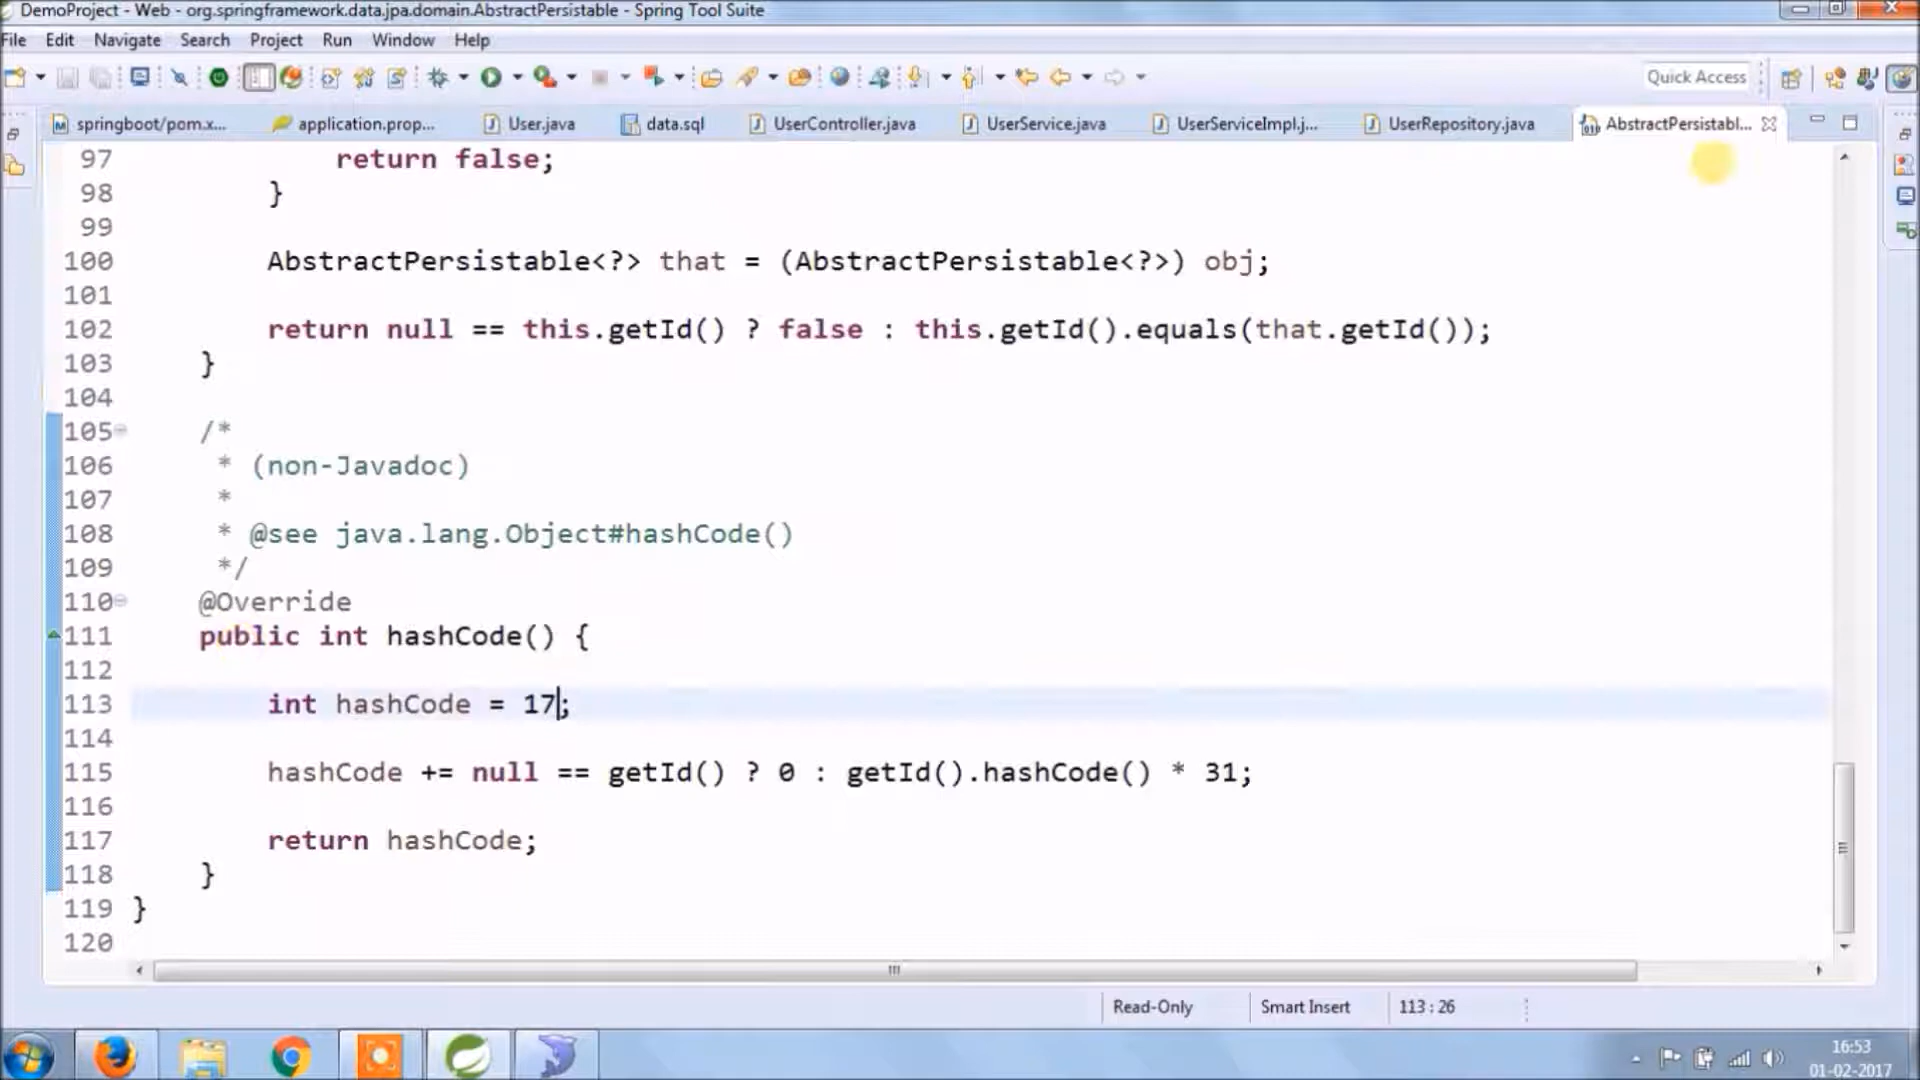 DemoProject - Web - org.springframework.data.jpa.domain.AbstractPersistable - Spring Tool Suite
File Edit Navigate Search Project Run Window Help
Quick Access
springboot/pom.x... application.prop... User.java data.sql UserController.java UserService.java UserServiceImpl.j... UserRepository.java AbstractPersistabl...
97 return false;
98 }
99
100 AbstractPersistable<?> that = (AbstractPersistable<?>) obj;
101
102 return null == this.getId() ? false : this.getId().equals(that.getId());
103 }
104
105 /*
106 * (non-Javadoc)
107 *
108 * @see java.lang.Object#hashCode()
109 */
110 @Override
111 public int hashCode() {
112
113 int hashCode = 17;
114
115 hashCode += null == getId() ? 0 : getId().hashCode() * 31;
116
117 return hashCode;
118 }
119 }
120
Read-Only Smart Insert 113 : 26
16:53
01-02-2017